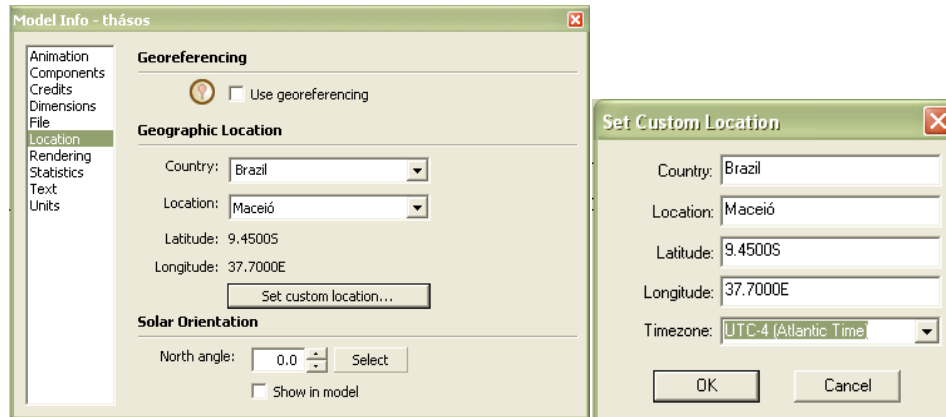 Model Info - thásos
Animation
Components
Credits
Dimensions
File
Location
Rendering
Statistics
Text
Units
Georeferencing
Use georeferencing
Geographic Location
Country: Brazil
Location: Maceió
Latitude: 9.4500S
Longitude: 37.7000E
Set custom location...
Solar Orientation
North angle: 0.0 Select
Show in model
Set Custom Location
Country: Brazil
Location: Maceió
Latitude: 9.4500S
Longitude: 37.7000E
Timezone: UTC-4 (Atlantic Time)
OK Cancel